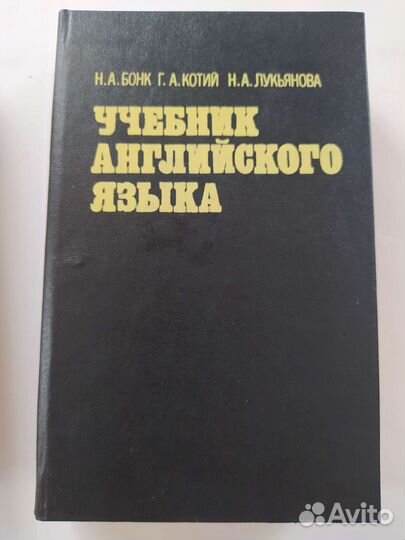 Н.А.БОНК Г.А.КОТИЙ Н.А.ЛУКЬЯНОВА
УЧЕБНИК
АНГЛИЙСКОГО
ЯЗЫКА
Avito